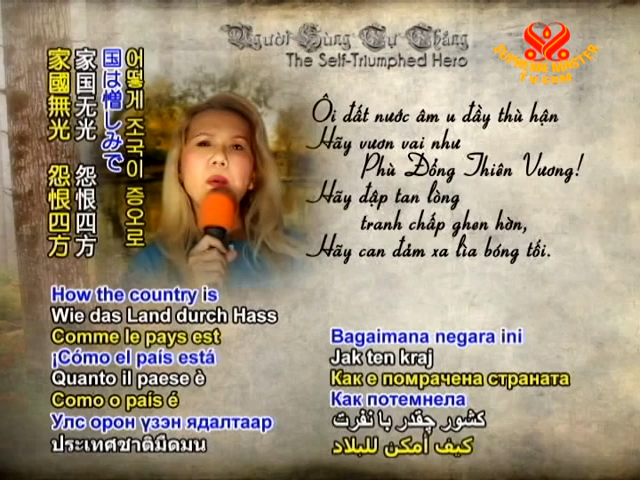 Người Hùng Tự Thắng
The Self-Triumphed Hero
SUPREME MASTER
TV.COM
어떻게 조국이 증오로
国は憎しみで
家国无光 怨恨四方
家國無光 怨恨四方
Ôi đất nước âm u đầy thù hận
Hãy vươn vai như
Phù Đổng Thiên Vương!
Hãy đập tan lòng
tranh chấp ghen hờn,
Hãy can đảm xa lìa bóng tối.
How the country is
Wie das Land durch Hass
Comme le pays est
¡Cómo el país está
Quanto il paese è
Como o país é
Улс орон үзэн ядалтаар
ประเทศชาติมืดมน
Bagaimana negara ini
Jak ten kraj
Как е помрачена страната
Как потемнела
كشور چقدر با نفرت
كيف أمكن للبلاد